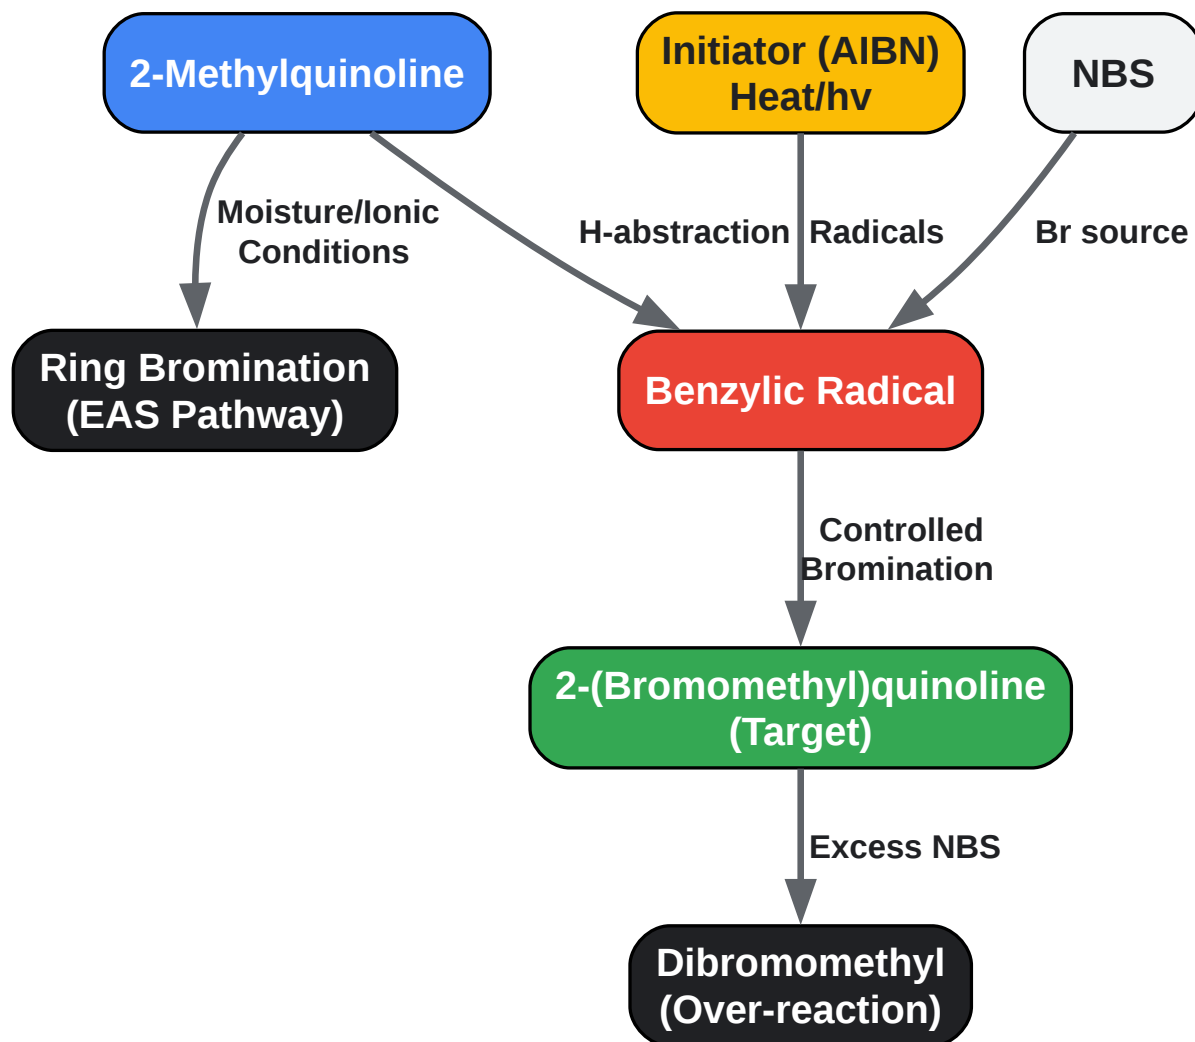 2-Methylquinoline
Initiator (AIBN)
Heat/hv
NBS
Moisture/Ionic
Conditions
H-abstraction
Radicals
Br source
Ring Bromination
(EAS Pathway)
Benzylic Radical
Controlled
Bromination
2-(Bromomethyl)quinoline
(Target)
Excess NBS
Dibromomethyl
(Over-reaction)